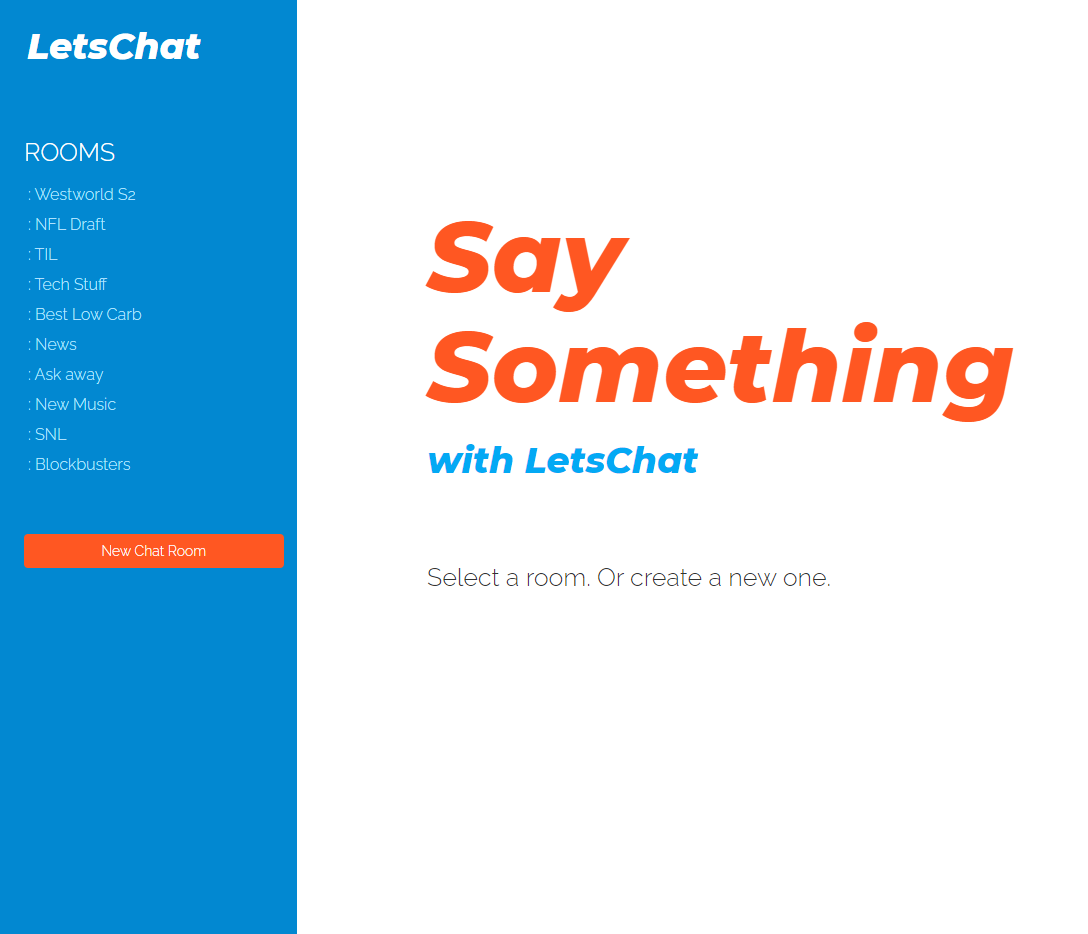 LetsChat
ROOMS
: Westworld S2
: NFL Draft
: TIL
: Tech Stuff
: Best Low Carb
: News
: Ask away
: New Music
: SNL
: Blockbusters
New Chat Room
Say
Something
with LetsChat
Select a room. Or create a new one.